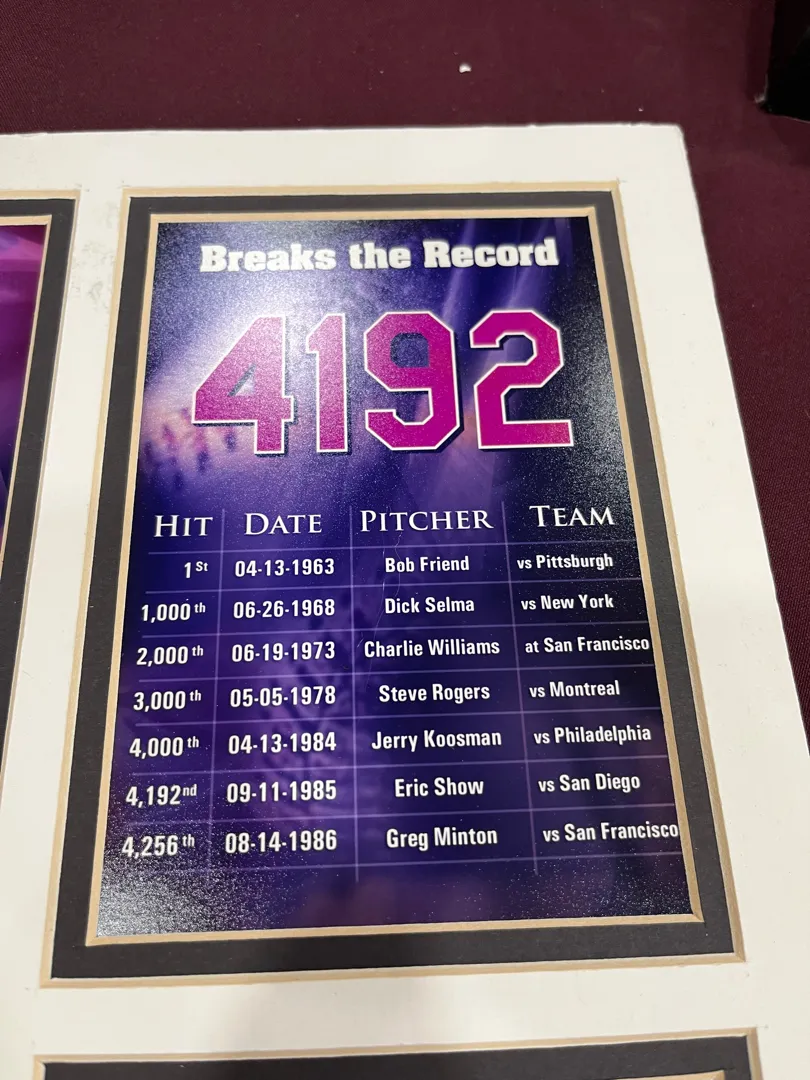 Breaks the Record
4192
HIT DATE PITCHER TEAM
1St 04-13-1963 Bob Friend vs Pittsburgh
1,000th 06-26-1968 Dick Selma vs New York
2,000th 06-19-1973 Charlie Williams at San Francisco
3,000th 05-05-1978 Steve Rogers vs Montreal
4,000th 04-13-1984 Jerry Koosman vs Philadelphia
4,192nd 09-11-1985 Eric Show vs San Diego
4,256th 08-14-1986 Greg Minton vs San Francisco